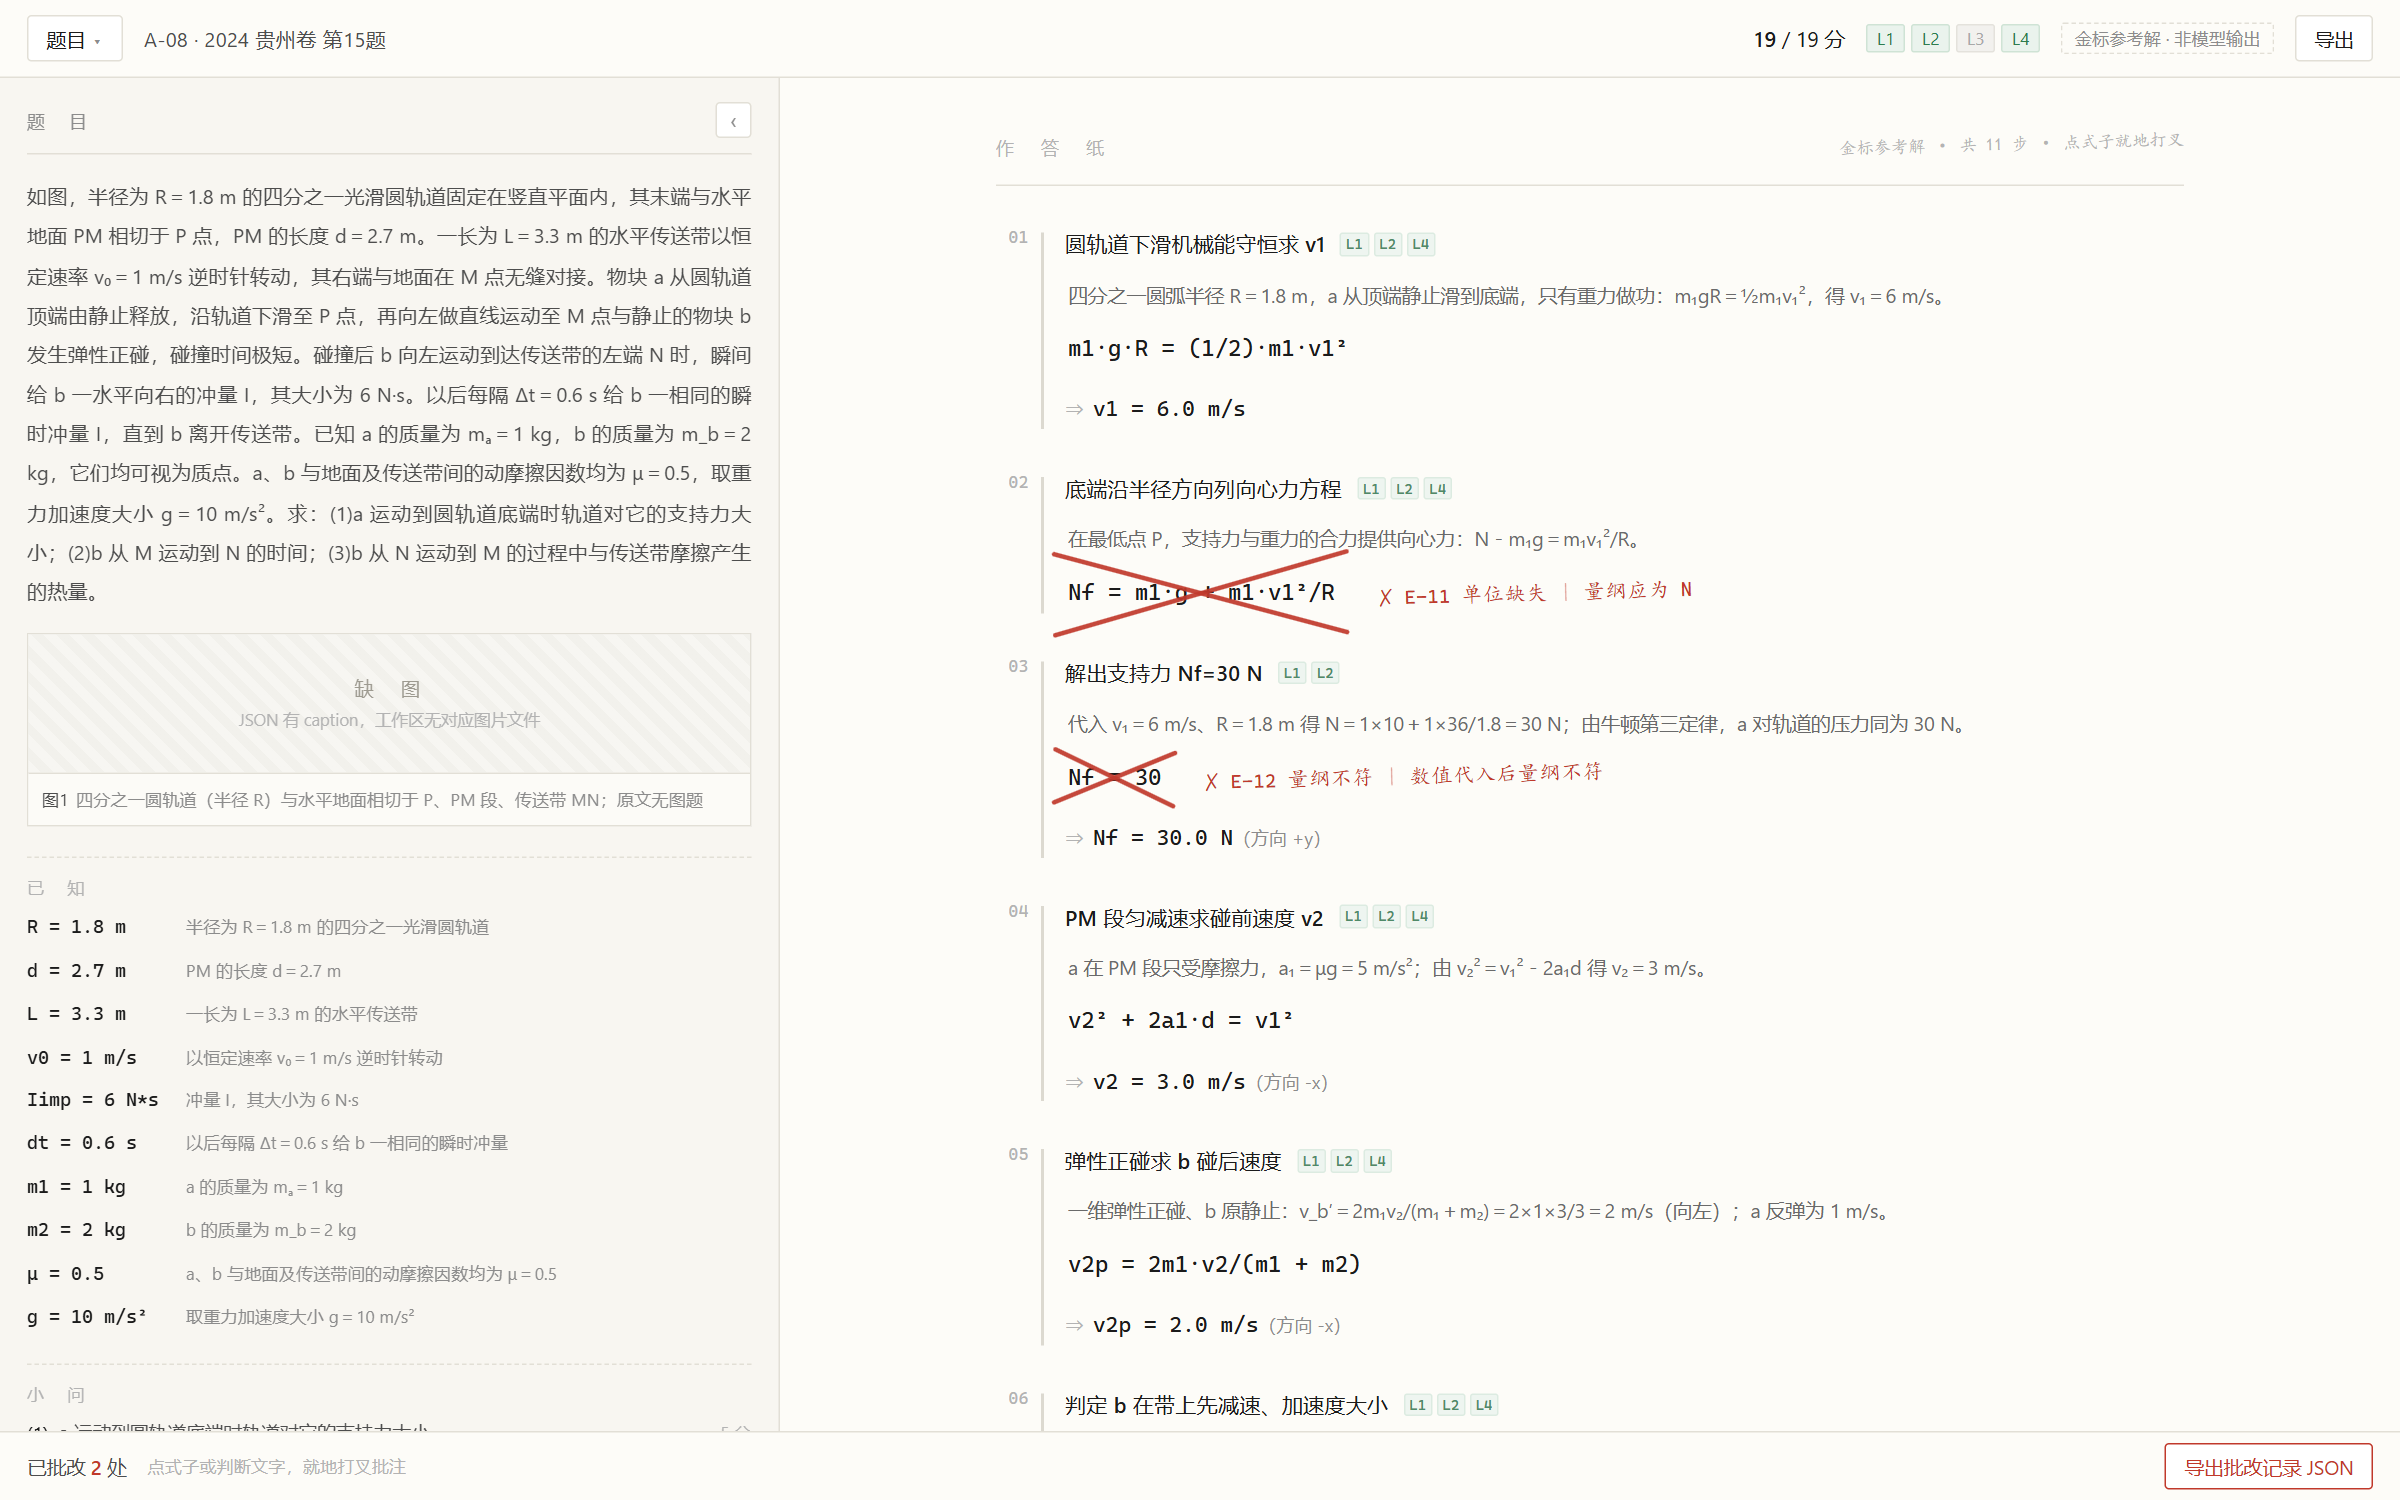 题目 ▾ A-08 · 2024 贵州卷 第15题 19 / 19 分 L1 L2 L3 L4 金标参考解 · 非模型输出 导出
题 目 ‹
如图，半径为 R = 1.8 m 的四分之一光滑圆轨道固定在竖直平面内，其末端与水平
地面 PM 相切于 P 点，PM 的长度 d = 2.7 m。一长为 L = 3.3 m 的水平传送带以恒
定速率 v₀ = 1 m/s 逆时针转动，其右端与地面在 M 点无缝对接。物块 a 从圆轨道
顶端由静止释放，沿轨道下滑至 P 点，再向左做直线运动至 M 点与静止的物块 b
发生弹性正碰，碰撞时间极短。碰撞后 b 向左运动到达传送带的左端 N 时，瞬间
给 b 一水平向右的冲量 I，其大小为 6 N·s。以后每隔 Δt = 0.6 s 给 b 一相同的瞬
时冲量 I，直到 b 离开传送带。已知 a 的质量为 mₐ = 1 kg，b 的质量为 m_b = 2
kg，它们均可视为质点。a、b 与地面及传送带间的动摩擦因数均为 μ = 0.5，取重
力加速度大小 g = 10 m/s²。求：(1)a 运动到圆轨道底端时轨道对它的支持力大
小；(2)b 从 M 运动到 N 的时间；(3)b 从 N 运动到 M 的过程中与传送带摩擦产生
的热量。
缺 图
JSON 有 caption，工作区无对应图片文件
图1 四分之一圆轨道（半径 R）与水平地面相切于 P、PM 段、传送带 MN；原文无图题
已 知
R = 1.8 m 半径为 R = 1.8 m 的四分之一光滑圆轨道
d = 2.7 m PM 的长度 d = 2.7 m
L = 3.3 m 一长为 L = 3.3 m 的水平传送带
v0 = 1 m/s 以恒定速率 v₀ = 1 m/s 逆时针转动
Iimp = 6 N*s 冲量 I，其大小为 6 N·s
dt = 0.6 s 以后每隔 Δt = 0.6 s 给 b 一相同的瞬时冲量
m1 = 1 kg a 的质量为 mₐ = 1 kg
m2 = 2 kg b 的质量为 m_b = 2 kg
μ = 0.5 a、b 与地面及传送带间的动摩擦因数均为 μ = 0.5
g = 10 m/s² 取重力加速度大小 g = 10 m/s²
小 问
(1) a 运动到圆轨道底端时轨道对它的支持力大小 5 分
作 答 纸 金标参考解 • 共 11 步 • 点式子就地打叉
01 圆轨道下滑机械能守恒求 v1 L1 L2 L4
四分之一圆弧半径 R = 1.8 m，a 从顶端静止滑到底端，只有重力做功：m₁gR = ½m₁v₁²，得 v₁ = 6 m/s。
m1·g·R = (1/2)·m1·v1²
⇒ v1 = 6.0 m/s
02 底端沿半径方向列向心力方程 L1 L2 L4
在最低点 P，支持力与重力的合力提供向心力：N - m₁g = m₁v₁²/R。
Nf = m1·g + m1·v1²/R ✗ E-11 单位缺失 | 量纲应为 N
03 解出支持力 Nf=30 N L1 L2
代入 v₁ = 6 m/s、R = 1.8 m 得 N = 1×10 + 1×36/1.8 = 30 N；由牛顿第三定律，a 对轨道的压力同为 30 N。
Nf = 30 ✗ E-12 量纲不符 | 数值代入后量纲不符
⇒ Nf = 30.0 N (方向 +y)
04 PM 段匀减速求碰前速度 v2 L1 L2 L4
a 在 PM 段只受摩擦力，a₁ = μg = 5 m/s²；由 v₂² = v₁² - 2a₁d 得 v₂ = 3 m/s。
v2² + 2a1·d = v1²
⇒ v2 = 3.0 m/s (方向 -x)
05 弹性正碰求 b 碰后速度 L1 L2 L4
一维弹性正碰、b 原静止：v_b′ = 2m₁v₂/(m₁ + m₂) = 2×1×3/3 = 2 m/s（向左）；a 反弹为 1 m/s。
v2p = 2m1·v2/(m1 + m2)
⇒ v2p = 2.0 m/s (方向 -x)
06 判定 b 在带上先减速、加速度大小 L1 L2 L4
已批改 2 处 点式子或判断文字，就地打叉批注 导出批改记录 JSON